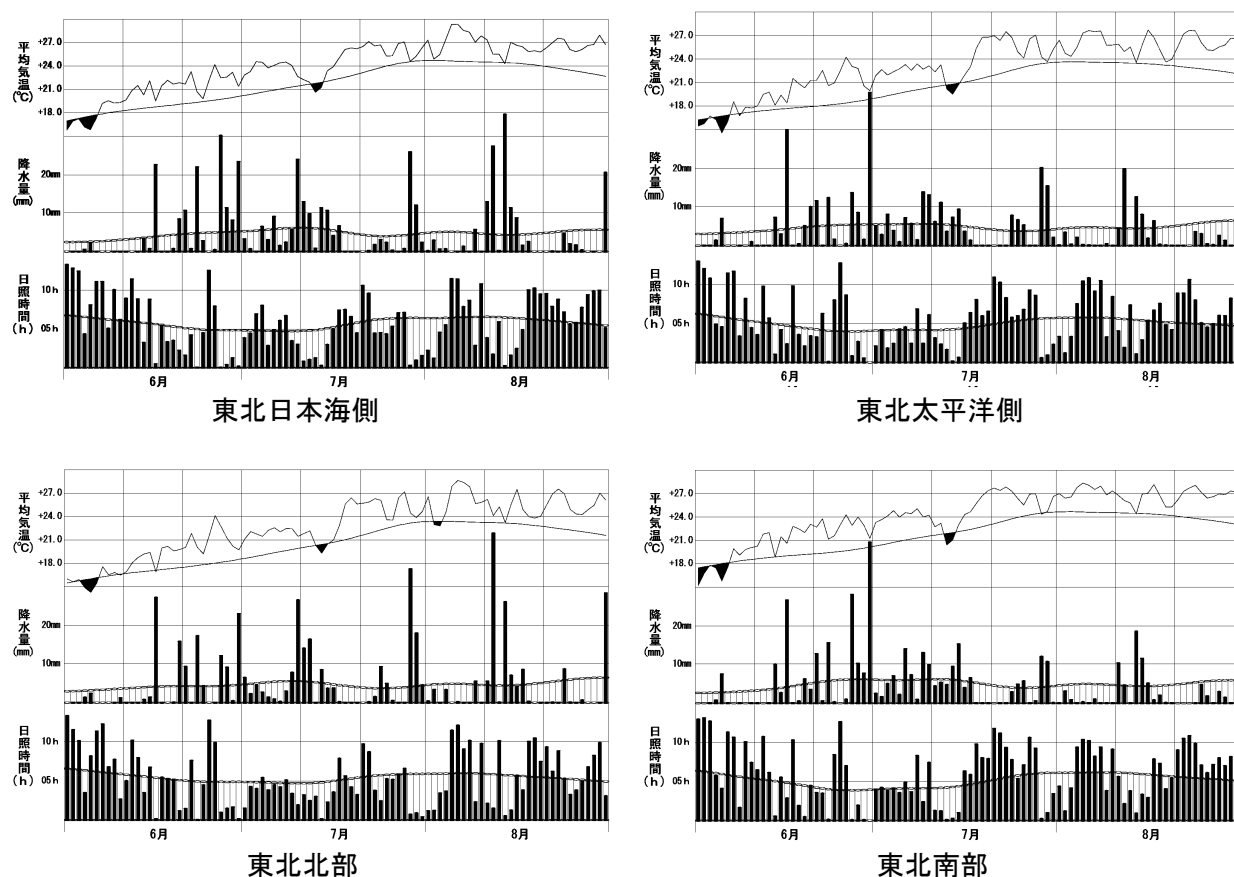 平均気温(℃)
+27.0
+24.0
+21.0
+18.0
降水量(mm)
20mm
10mm
日照時間(h)
10h
05h
6月 7月 8月
東北日本海側
平均気温(℃)
+27.0
+24.0
+21.0
+18.0
降水量(mm)
20mm
10mm
日照時間(h)
10h
05h
6月 7月 8月
東北太平洋側
平均気温(℃)
+27.0
+24.0
+21.0
+18.0
降水量(mm)
20mm
10mm
日照時間(h)
10h
05h
6月 7月 8月
東北北部
平均気温(℃)
+27.0
+24.0
+21.0
+18.0
降水量(mm)
20mm
10mm
日照時間(h)
10h
05h
6月 7月 8月
東北南部